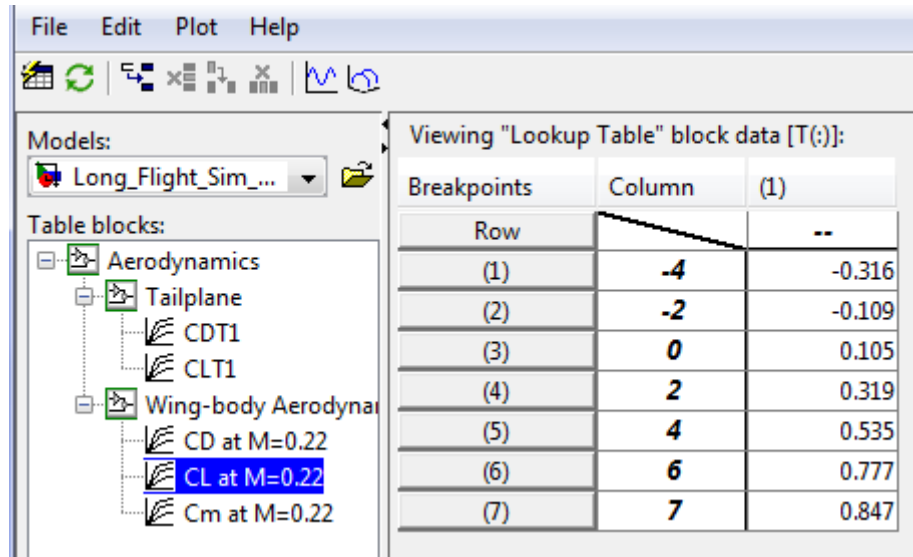 File Edit Plot Help
Models:
Long_Flight_Sim_...
Table blocks:
Aerodynamics
Tailplane
CDT1
CLT1
Wing-body Aerodynai
CD at M=0.22
CL at M=0.22
Cm at M=0.22
Viewing "Lookup Table" block data [T(:)]:
Breakpoints Column (1)
Row --
(1) -4 -0.316
(2) -2 -0.109
(3) 0 0.105
(4) 2 0.319
(5) 4 0.535
(6) 6 0.777
(7) 7 0.847